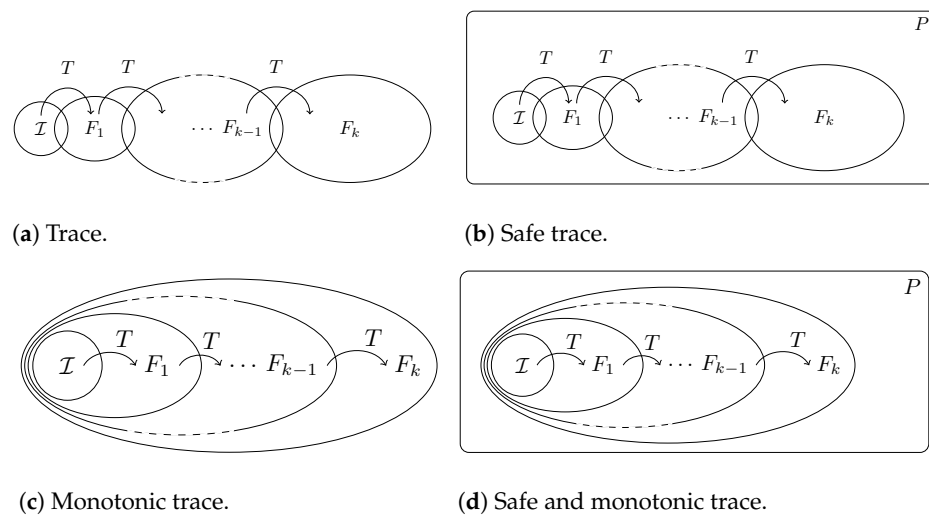 P
T T T
T T T
𝓘 F₁ ⋯ Fₖ₋₁ Fₖ
𝓘 F₁ ⋯ Fₖ₋₁ Fₖ
(a) Trace.
(b) Safe trace.
P
T T T
T T T
𝓘 F₁ ⋯ Fₖ₋₁ Fₖ
𝓘 F₁ ⋯ Fₖ₋₁ Fₖ
(c) Monotonic trace.
(d) Safe and monotonic trace.